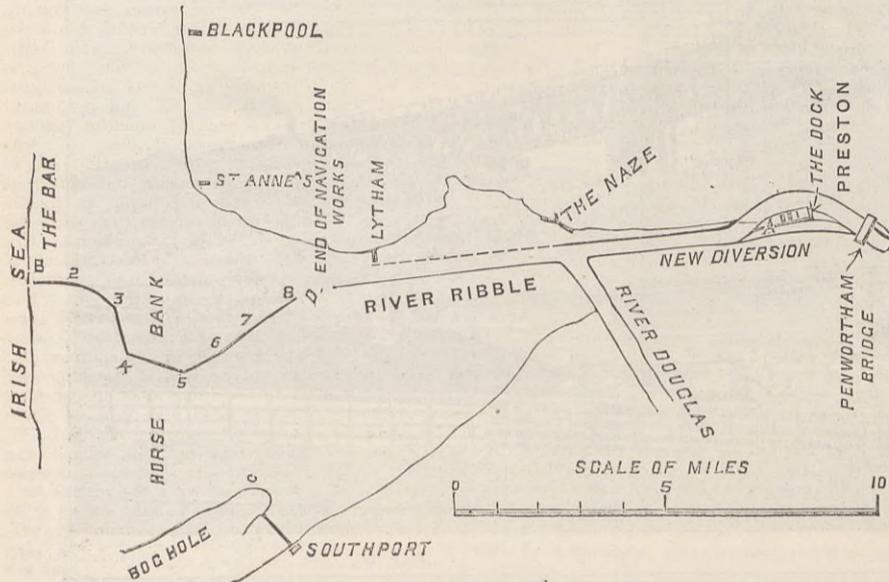 BLACKPOOL
ST ANNE'S
END OF NAVIGATION
WORKS
LYTHAM
THE NAZE
THE DOCK
PRESTON
THE BAR
IRISH SEA
B
2
3
4
5
6
7
8
D'
HORSE BANK
RIVER RIBBLE
NEW DIVERSION
RIVER DOUGLAS
PENWORTHAM
BRIDGE
C
BOG HOLE
SOUTHPORT
SCALE OF MILES
0 5 10